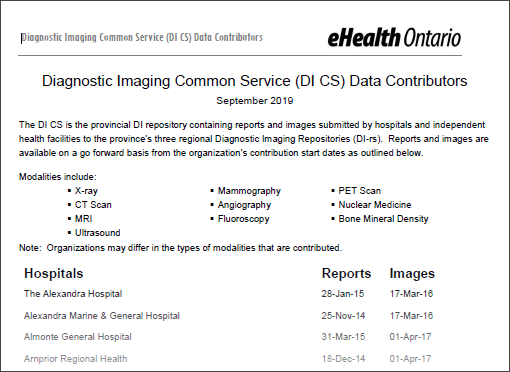 Diagnostic Imaging Common Service (DI CS) Data Contributors
eHealth Ontario
Diagnostic Imaging Common Service (DI CS) Data Contributors
September 2019
The DI CS is the provincial DI repository containing reports and images submitted by hospitals and independent
health facilities to the province's three regional Diagnostic Imaging Repositories (DI-rs). Reports and images are
available on a go forward basis from the organization's contribution start dates as outlined below.
Modalities include:
▪ X-ray ▪ Mammography ▪ PET Scan
▪ CT Scan ▪ Angiography ▪ Nuclear Medicine
▪ MRI ▪ Fluoroscopy ▪ Bone Mineral Density
▪ Ultrasound
Note: Organizations may differ in the types of modalities that are contributed.
Hospitals Reports Images
The Alexandra Hospital 28-Jan-15 17-Mar-16
Alexandra Marine & General Hospital 25-Nov-14 17-Mar-16
Almonte General Hospital 31-Mar-15 01-Apr-17
Arnprior Regional Health 18-Dec-14 01-Apr-17